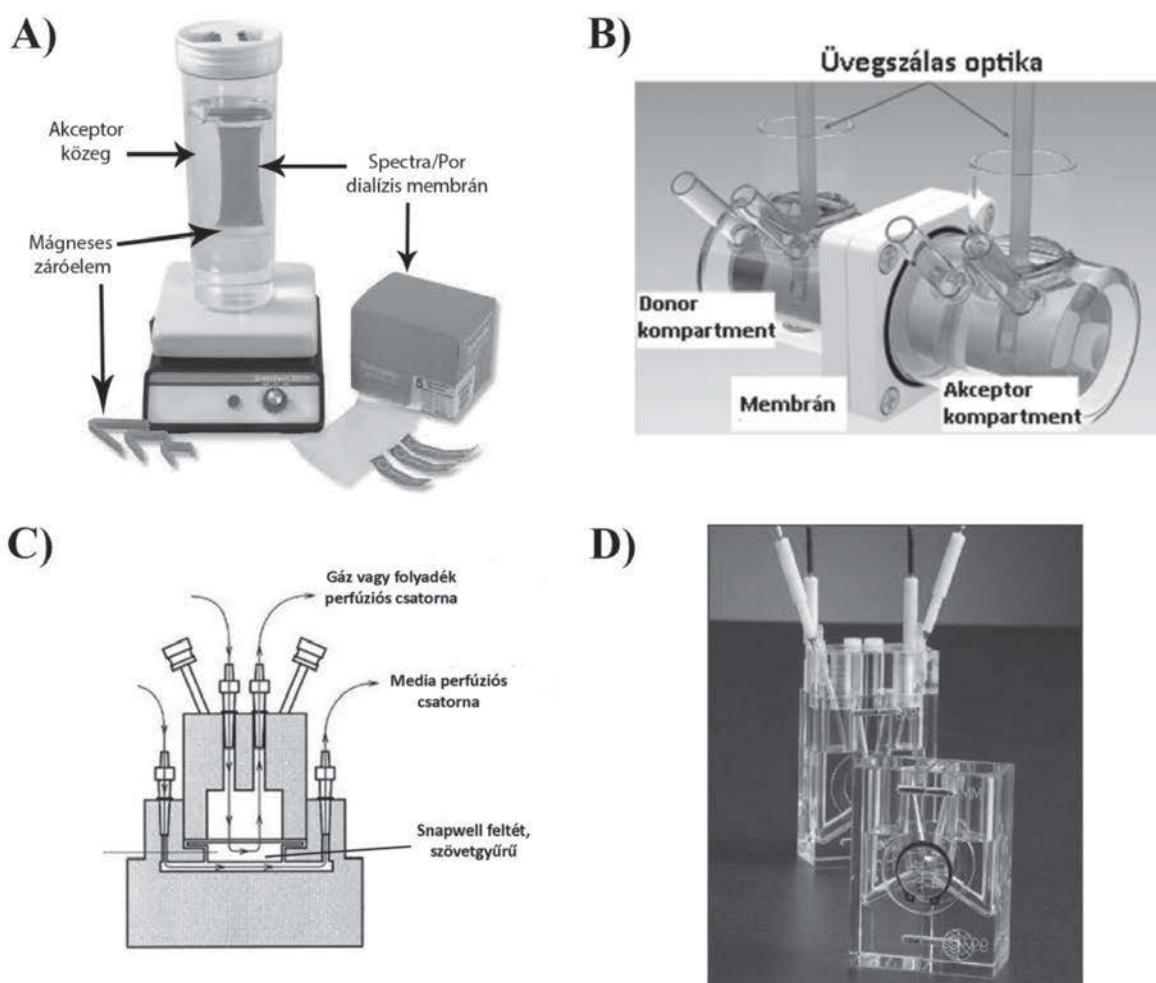 A)
Akceptor
közeg
Spectra/Por
dialízis membrán
Mágneses
záróelem
B)
Üvegszálas optika
Donor
kompartment
Membrán
Akceptor
kompartment
C)
Gáz vagy folyadék
perfúziós csatorna
Media perfúziós
csatorna
Snapwell feltét,
szövetgyűrű
D)